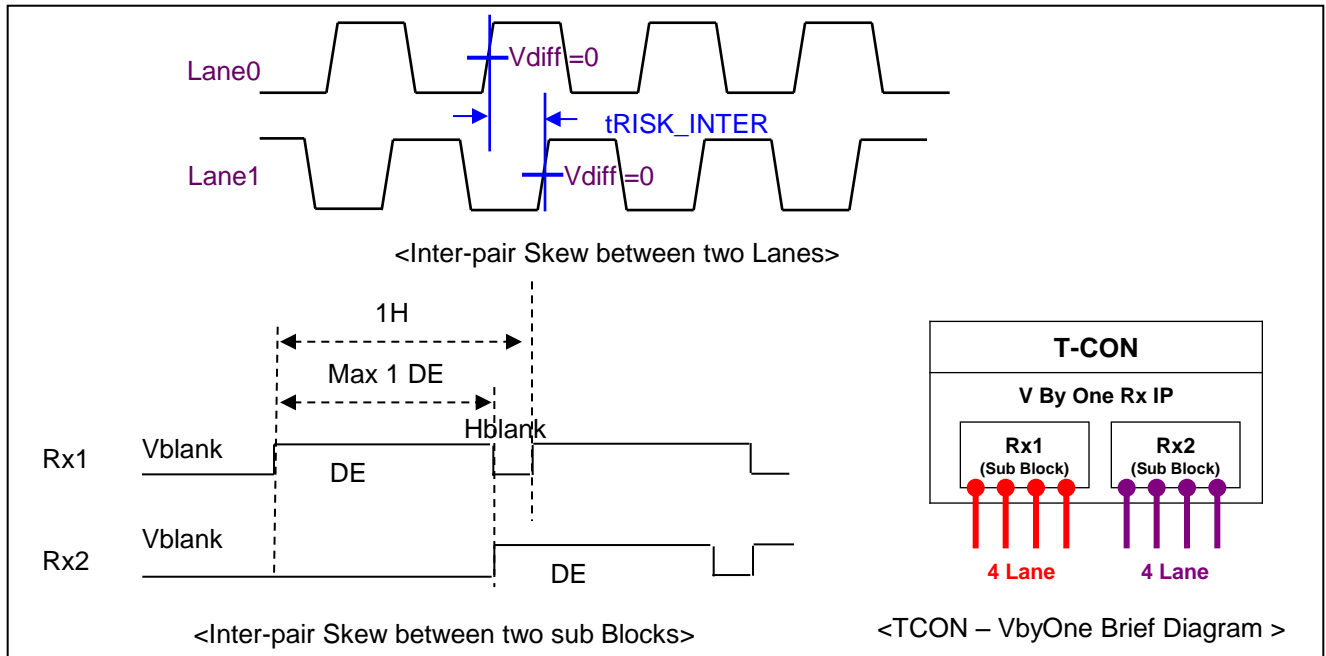 Lane0
Vdiff =0
tRISK_INTER
Lane1
Vdiff =0
<Inter-pair Skew between two Lanes>
1H
Max 1 DE
Hblank
Rx1
Vblank
DE
Rx2
Vblank
DE
<Inter-pair Skew between two sub Blocks>
T-CON
V By One Rx IP
Rx1
(Sub Block)
Rx2
(Sub Block)
4 Lane
4 Lane
<TCON – VbyOne Brief Diagram >